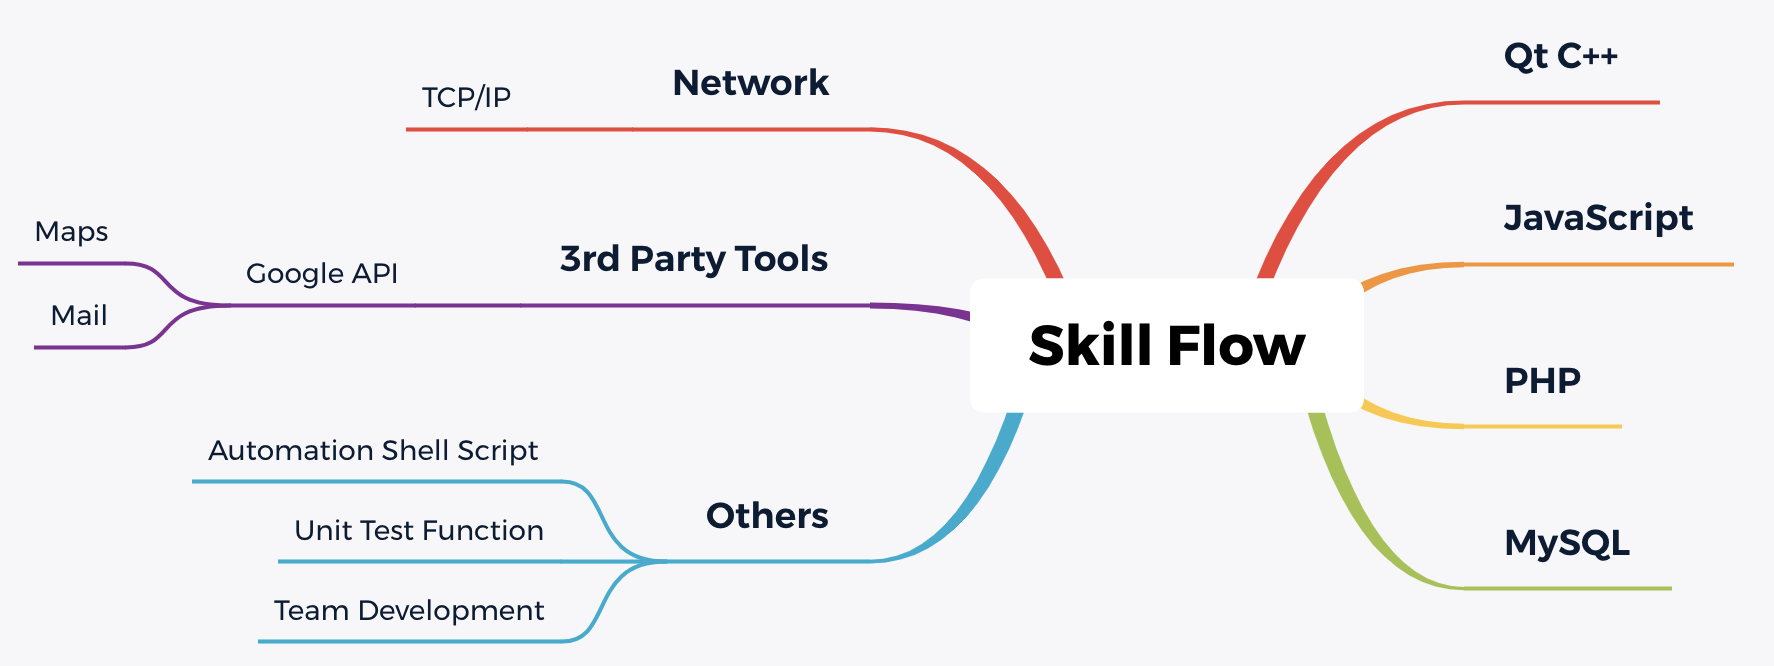 Skill Flow
Qt C++
JavaScript
PHP
MySQL
Network
TCP/IP
3rd Party Tools
Google API
Maps
Mail
Others
Automation Shell Script
Unit Test Function
Team Development